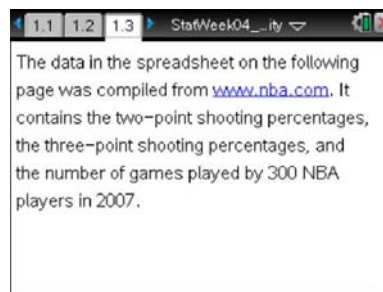 1.1 1.2 1.3 StatWeek04_...ity
The data in the spreadsheet on the following
page was compiled from www.nba.com. It
contains the two-point shooting percentages,
the three-point shooting percentages, and
the number of games played by 300 NBA
players in 2007.